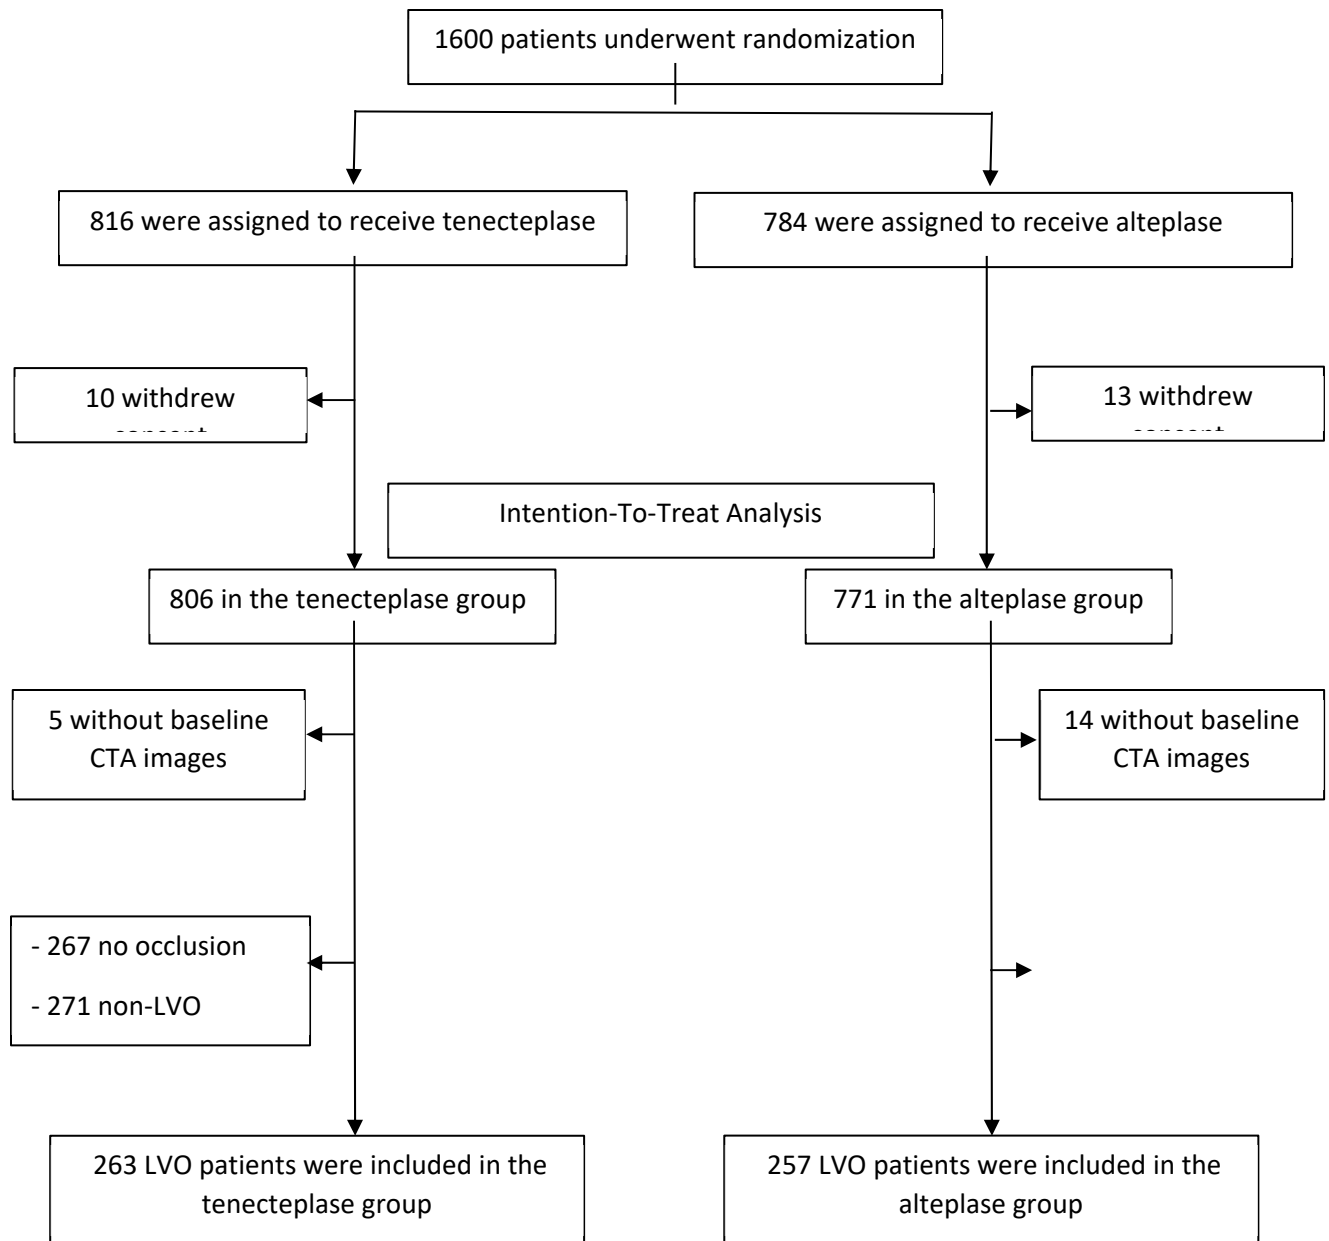 1600 patients underwent randomization
816 were assigned to receive tenecteplase
784 were assigned to receive alteplase
10 withdrew
13 withdrew
Intention-To-Treat Analysis
806 in the tenecteplase group
771 in the alteplase group
5 without baseline
CTA images
14 without baseline
CTA images
- 267 no occlusion
- 271 non-LVO
263 LVO patients were included in the
tenecteplase group
257 LVO patients were included in the
alteplase group